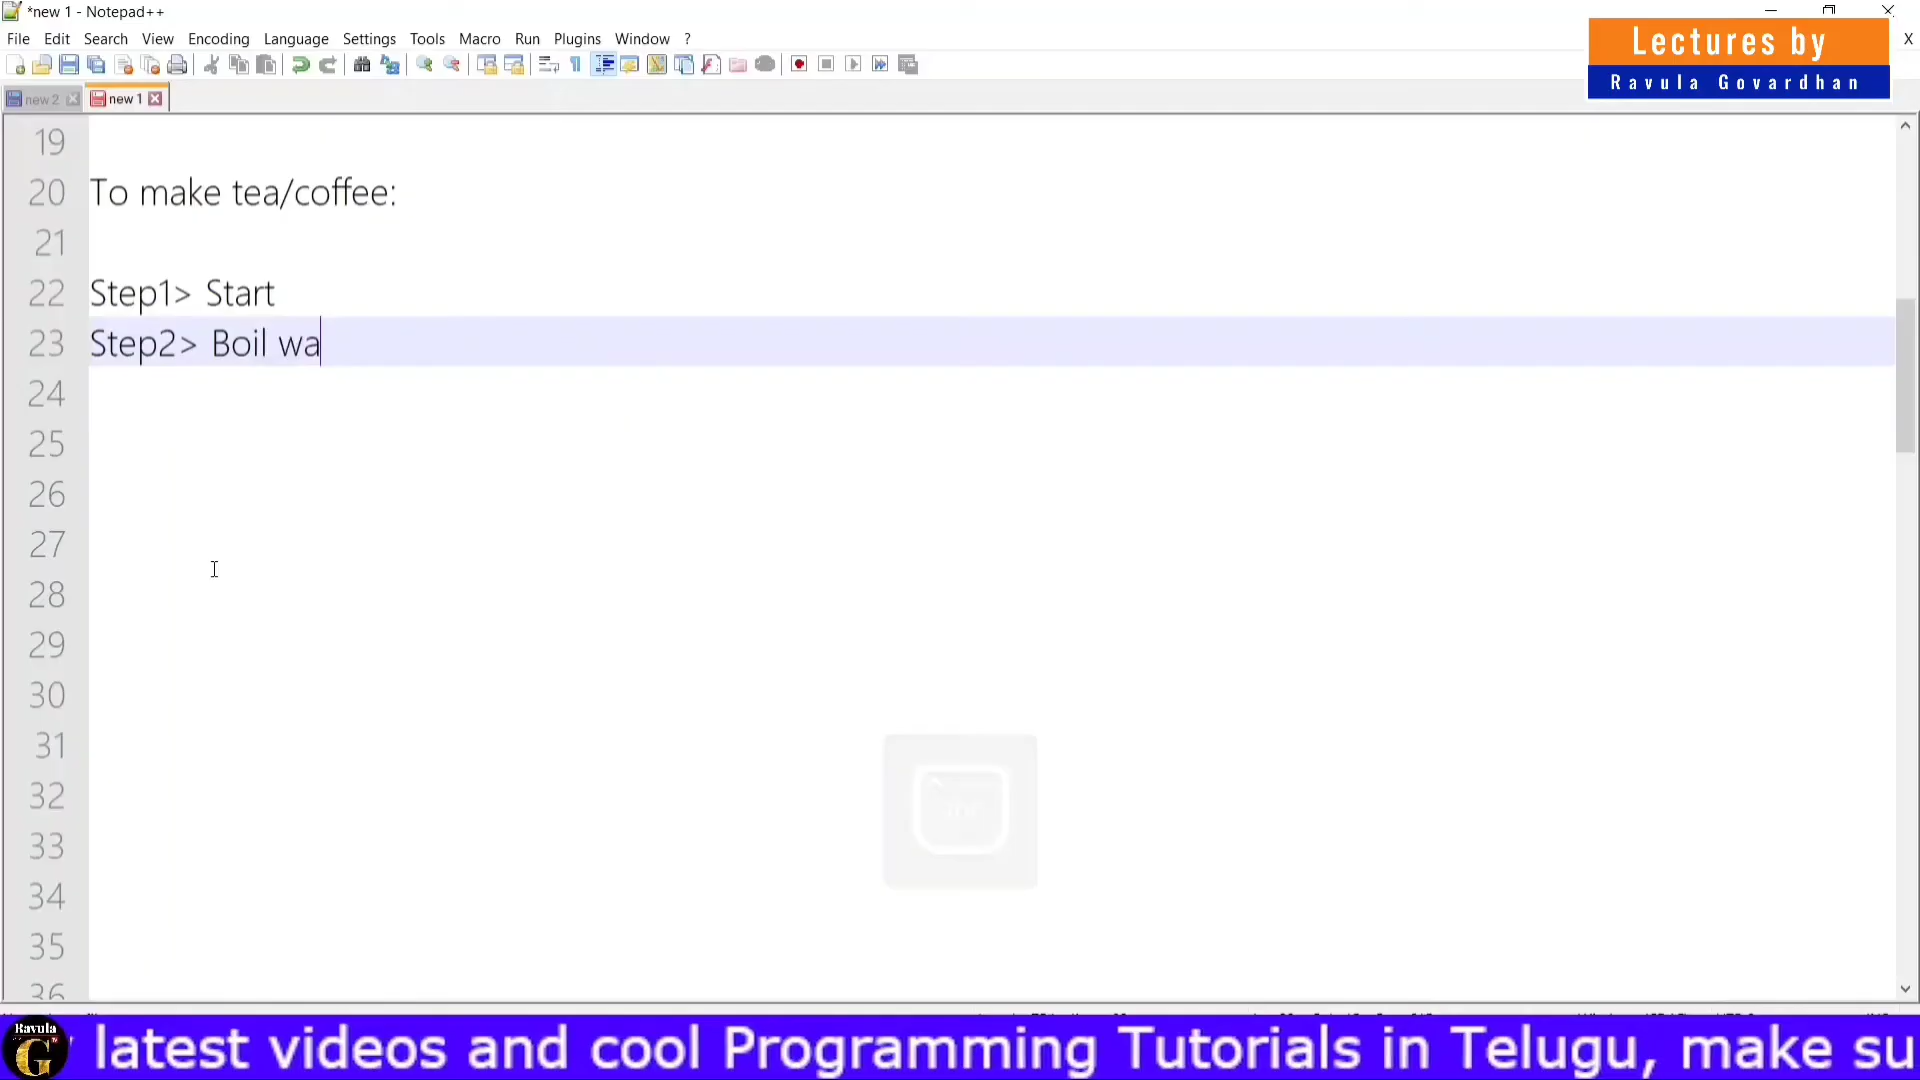 *new 1 - Notepad++
File Edit Search View Encoding Language Settings Tools Macro Run Plugins Window ? X
Lectures by
Ravula Govardhan
new 2 new 1
19
20 To make tea/coffee:
21
22 Step1> Start
23 Step2> Boil wa
24
25
26
27
28
29
30
31
32
33
34
35
36
Ravula
G
latest videos and cool Programming Tutorials in Telugu, make su